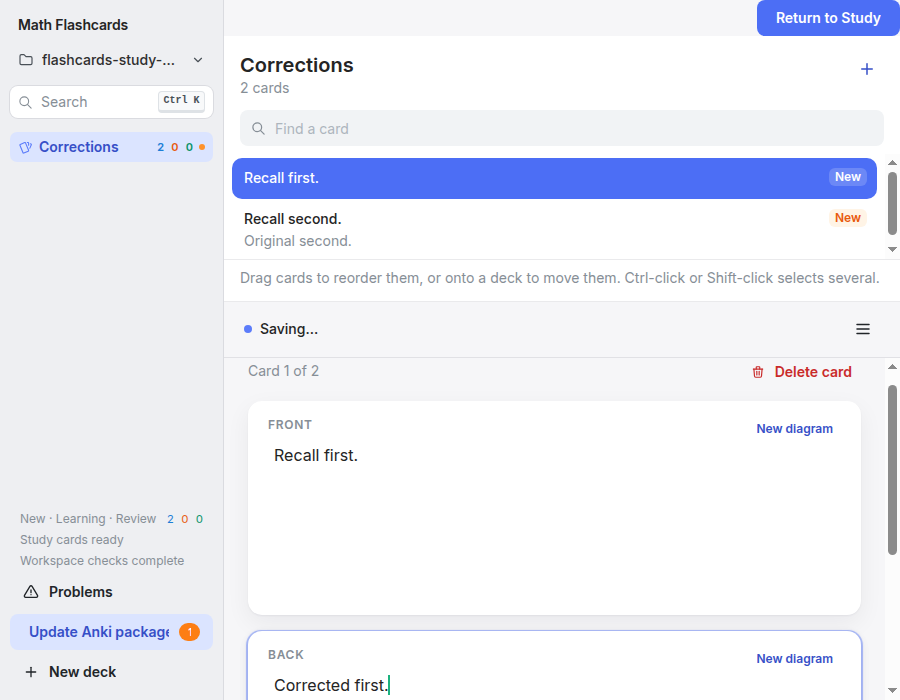 Math Flashcards
flashcards-study-...
Search
Ctrl K
Corrections 2 0 0
New · Learning · Review 2 0 0
Study cards ready
Workspace checks complete
Problems
Update Anki package 1
New deck
Return to Study
Corrections
2 cards
Find a card
Recall first. New
Recall second. New
Original second.
Drag cards to reorder them, or onto a deck to move them. Ctrl-click or Shift-click selects several.
Saving...
Card 1 of 2
Delete card
FRONT
New diagram
Recall first.
BACK
New diagram
Corrected first.